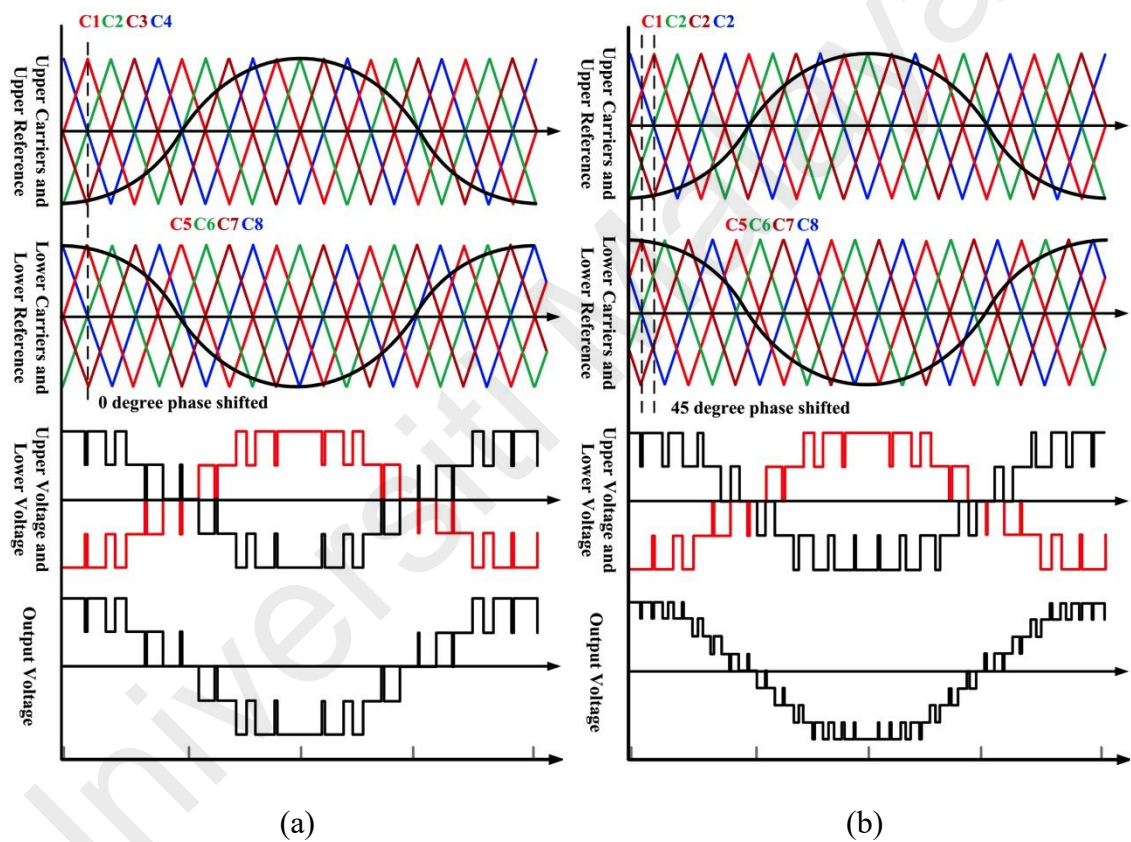 C1 C2 C3 C4
Upper Carriers and
Upper Reference
C5 C6 C7 C8
Lower Carriers and
Lower Reference
0 degree phase shifted
Upper Voltage and
Lower Voltage
Output Voltage
(a)
C1 C2 C2 C2
Upper Carriers and
Upper Reference
C5 C6 C7 C8
Lower Carriers and
Lower Reference
45 degree phase shifted
Upper Voltage and
Lower Voltage
Output Voltage
(b)
niversiti Malaya